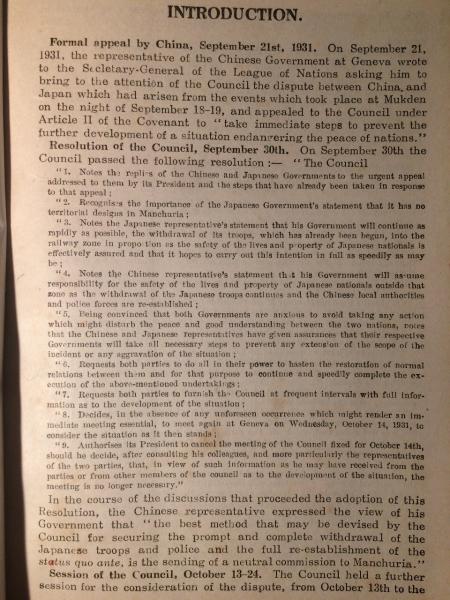 INTRODUCTION.
Formal appeal by China, September 21st, 1931. On September 21,
1931, the representative of the Chinese Government at Geneva wrote
to the Secletary-General of the League of Nations asking him to
bring to the attention of the Council the dispute between China, and
Japan which had arisen from the events which took place at Mukden
on the night of September 18-19, and appealed to the Council under
Article II of the Covenant to "take immediate steps to prevent the
further development of a situation endangering the peace of nations."
Resolution of the Council, September 30th. On September 30th the
Council passed the following resolution ;— "The Council
"1. Notes the replies of the Chinese and Japanese Governments to the urgent appeal
addressed to them by its President and the steps that have already been taken in response
to that appeal ;
"2. Recognises the importance of the Japanese Government's statement that it has no
territorial designs in Manchuria ;
"3. Notes the Japanese representative's statement that his Government will continue as
rapidly as possible, the withdrawal of its troops, which has already been begun, into the
railway zone in proportion as the safety of the lives and property of Japanese nationals is
effectively assured and that it hopes to carry out this intention in full as speedily as may
be ;
"4. Notes the Chinese representative's statement that his Government will assume
responsibility for the safety of the lives and property of Japanese nationals outside that
zone as the withdrawal of the Japanese troops continues and the Chinese local authorities
and police forces are re-established ;
"5. Being convinced that both Governments are anxious to avoid taking any action
which might disturb the peace and good understanding between the two nations, notes
that the Chinese and Japanese representatives have given assurances that their respective
Governments will take all necessary steps to prevent any extension of the scope of the
incident or any aggravation of the situation ;
"6. Requests both parties to do all in their power to hasten the restoration of normal
relations between them and for that purpose to continue and speedily complete the ex-
ecution of the above-mentioned undertakings ;
"7. Requests both parties to furnish the Council at frequent intervals with full infor-
mation as to the development of the situation ;
"8. Decides, in the absence of any unforseen occurrence which might render an im-
mediate meeting essential, to meet again at Geneva on Wednesday, October 14, 1931, to
consider the situation as it then stands ;
"9. Authorises its President to cancel the meeting of the Council fixed for October 14th,
should he decide, after consulting his colleagues, and more particularly the representatives
of the two parties, that, in view of such information as he may have received from the
parties or from other members of the council as to the development of the situation, the
meeting is no longer necessary."
In the course of the discussions that proceeded the adoption of this
Resolution, the Chinese representative expressed the view of his
Government that "the best method that may be devised by the
Council for securing the prompt and complete withdrawal of the
Japanese troops and police and the full re-establishment of the
status quo ante, is the sending of a neutral commission to Manchuria."
Session of the Council, October 13-24. The Council held a further
session for the consideration of the dispute, from October 13th to the